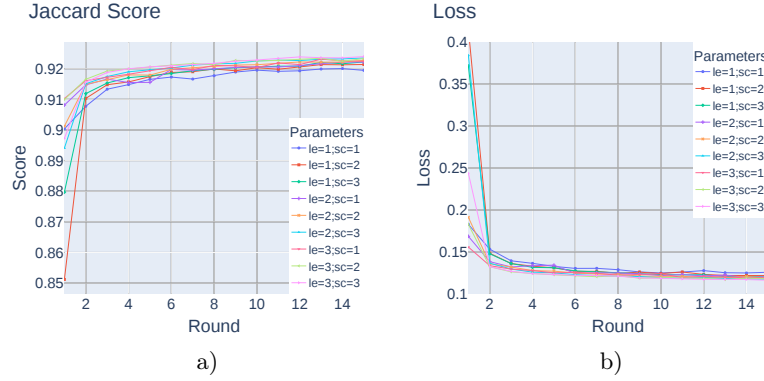 Jaccard Score
0.92
0.91
0.9
0.89
0.88
0.87
0.86
0.85
Score
2
4
6
8
10
12
14
Round
Parameters
le=1;sc=1
le=1;sc=2
le=1;sc=3
le=2;sc=1
le=2;sc=2
le=2;sc=3
le=3;sc=1
le=3;sc=2
le=3;sc=3
a)
Loss
0.4
0.35
0.3
0.25
0.2
0.15
0.1
Loss
2
4
6
8
10
12
14
Round
Parameters
le=1;sc=1
le=1;sc=2
le=1;sc=3
le=2;sc=1
le=2;sc=2
le=2;sc=3
le=3;sc=1
le=3;sc=2
le=3;sc=3
b)